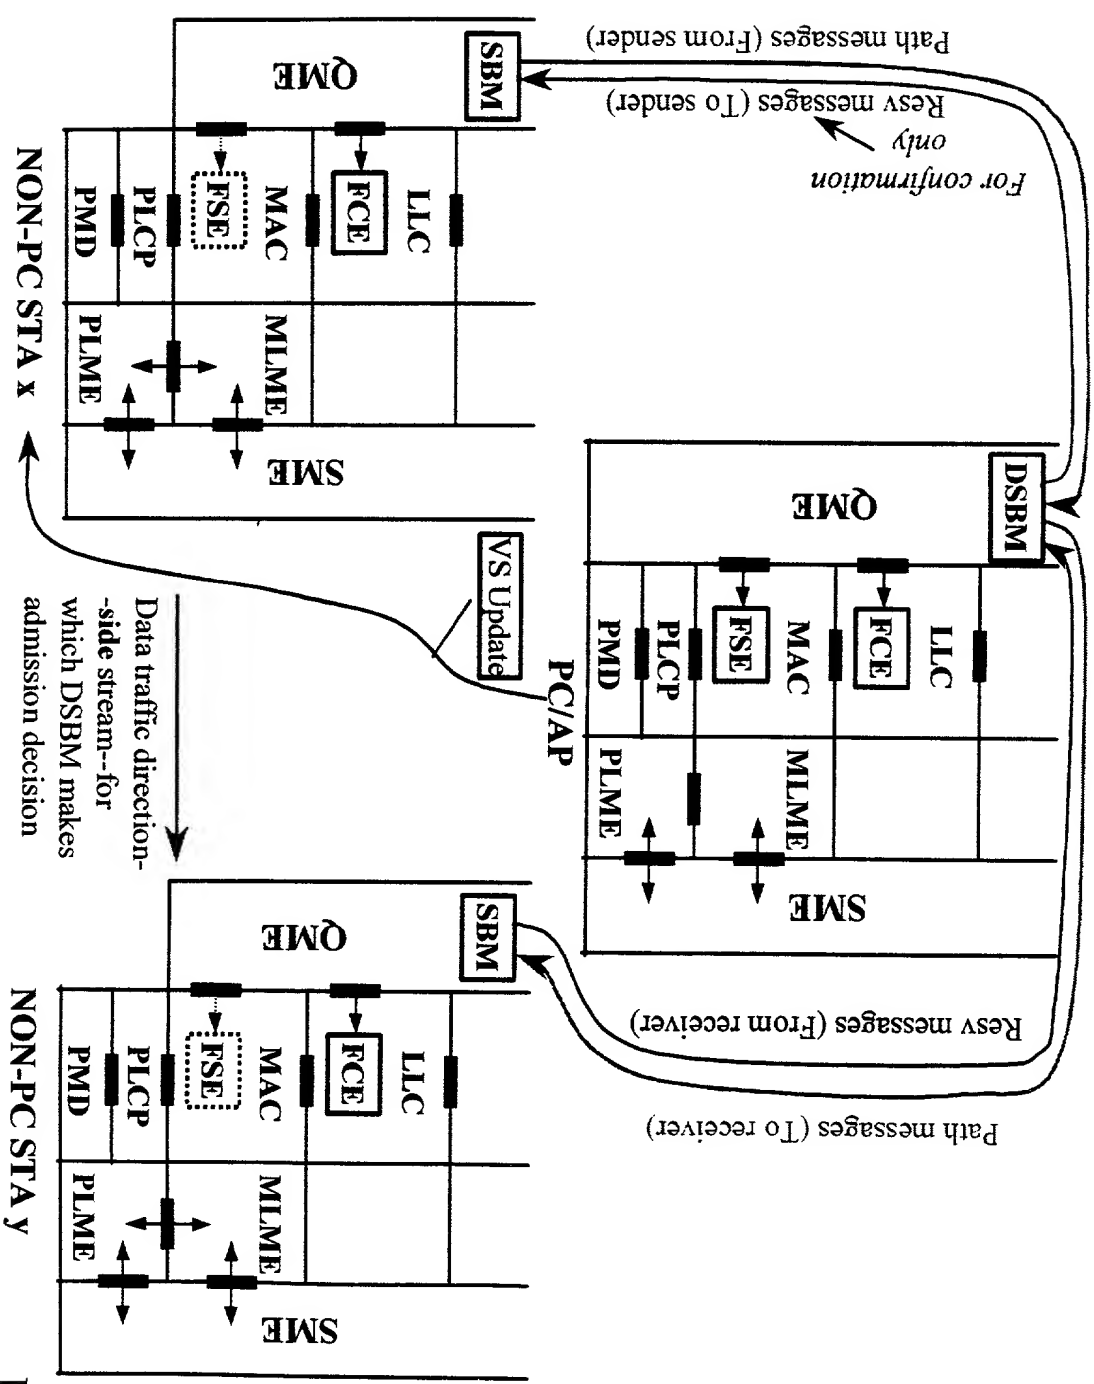 Path messages (From sender)
Resv messages (To sender)
For confirmation
only
SBM
QME
LLC
FCE
MAC
FSE
PLCP
PMD
MLME
PLME
SME
NON-PC STA x
DSBM
QME
LLC
FCE
MAC
FSE
PLCP
PMD
MLME
PLME
SME
PC/AP
VS Update
Data traffic direction-
-side stream--for
which DSBM makes
admission decision
Resv messages (From receiver)
Path messages (To receiver)
SBM
QME
LLC
FCE
MAC
FSE
PLCP
PMD
MLME
PLME
SME
NON-PC STA y